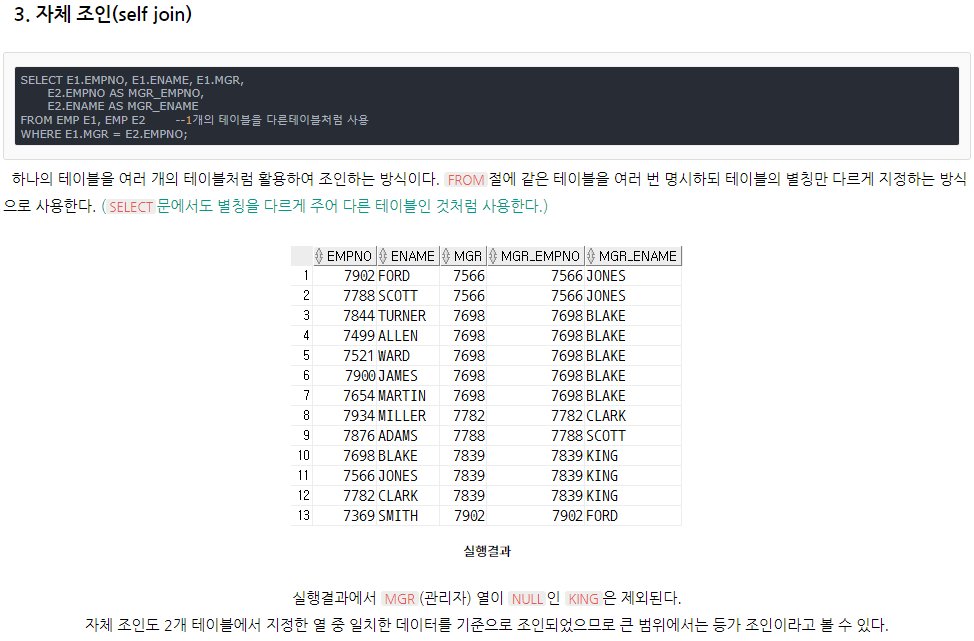 3. 자체 조인(self join)
SELECT E1.EMPNO, E1.ENAME, E1.MGR,
E2.EMPNO AS MGR_EMPNO,
E2.ENAME AS MGR_ENAME
FROM EMP E1, EMP E2 --1개의 테이블을 다른테이블처럼 사용
WHERE E1.MGR = E2.EMPNO;
하나의 테이블을 여러 개의 테이블처럼 활용하여 조인하는 방식이다. FROM 절에 같은 테이블을 여러 번 명시하되 테이블의 별칭만 다르게 지정하는 방식
으로 사용한다. (SELECT 문에서도 별칭을 다르게 주어 다른 테이블인 것처럼 사용한다.)
EMPNO ENAME MGR MGR_EMPNO MGR_ENAME
1 7902 FORD 7566 7566 JONES
2 7788 SCOTT 7566 7566 JONES
3 7844 TURNER 7698 7698 BLAKE
4 7499 ALLEN 7698 7698 BLAKE
5 7521 WARD 7698 7698 BLAKE
6 7900 JAMES 7698 7698 BLAKE
7 7654 MARTIN 7698 7698 BLAKE
8 7934 MILLER 7782 7782 CLARK
9 7876 ADAMS 7788 7788 SCOTT
10 7698 BLAKE 7839 7839 KING
11 7566 JONES 7839 7839 KING
12 7782 CLARK 7839 7839 KING
13 7369 SMITH 7902 7902 FORD
실행결과
실행결과에서 MGR (관리자) 열이 NULL 인 KING 은 제외된다.
자체 조인도 2개 테이블에서 지정한 열 중 일치한 데이터를 기준으로 조인되었으므로 큰 범위에서는 등가 조인이라고 볼 수 있다.